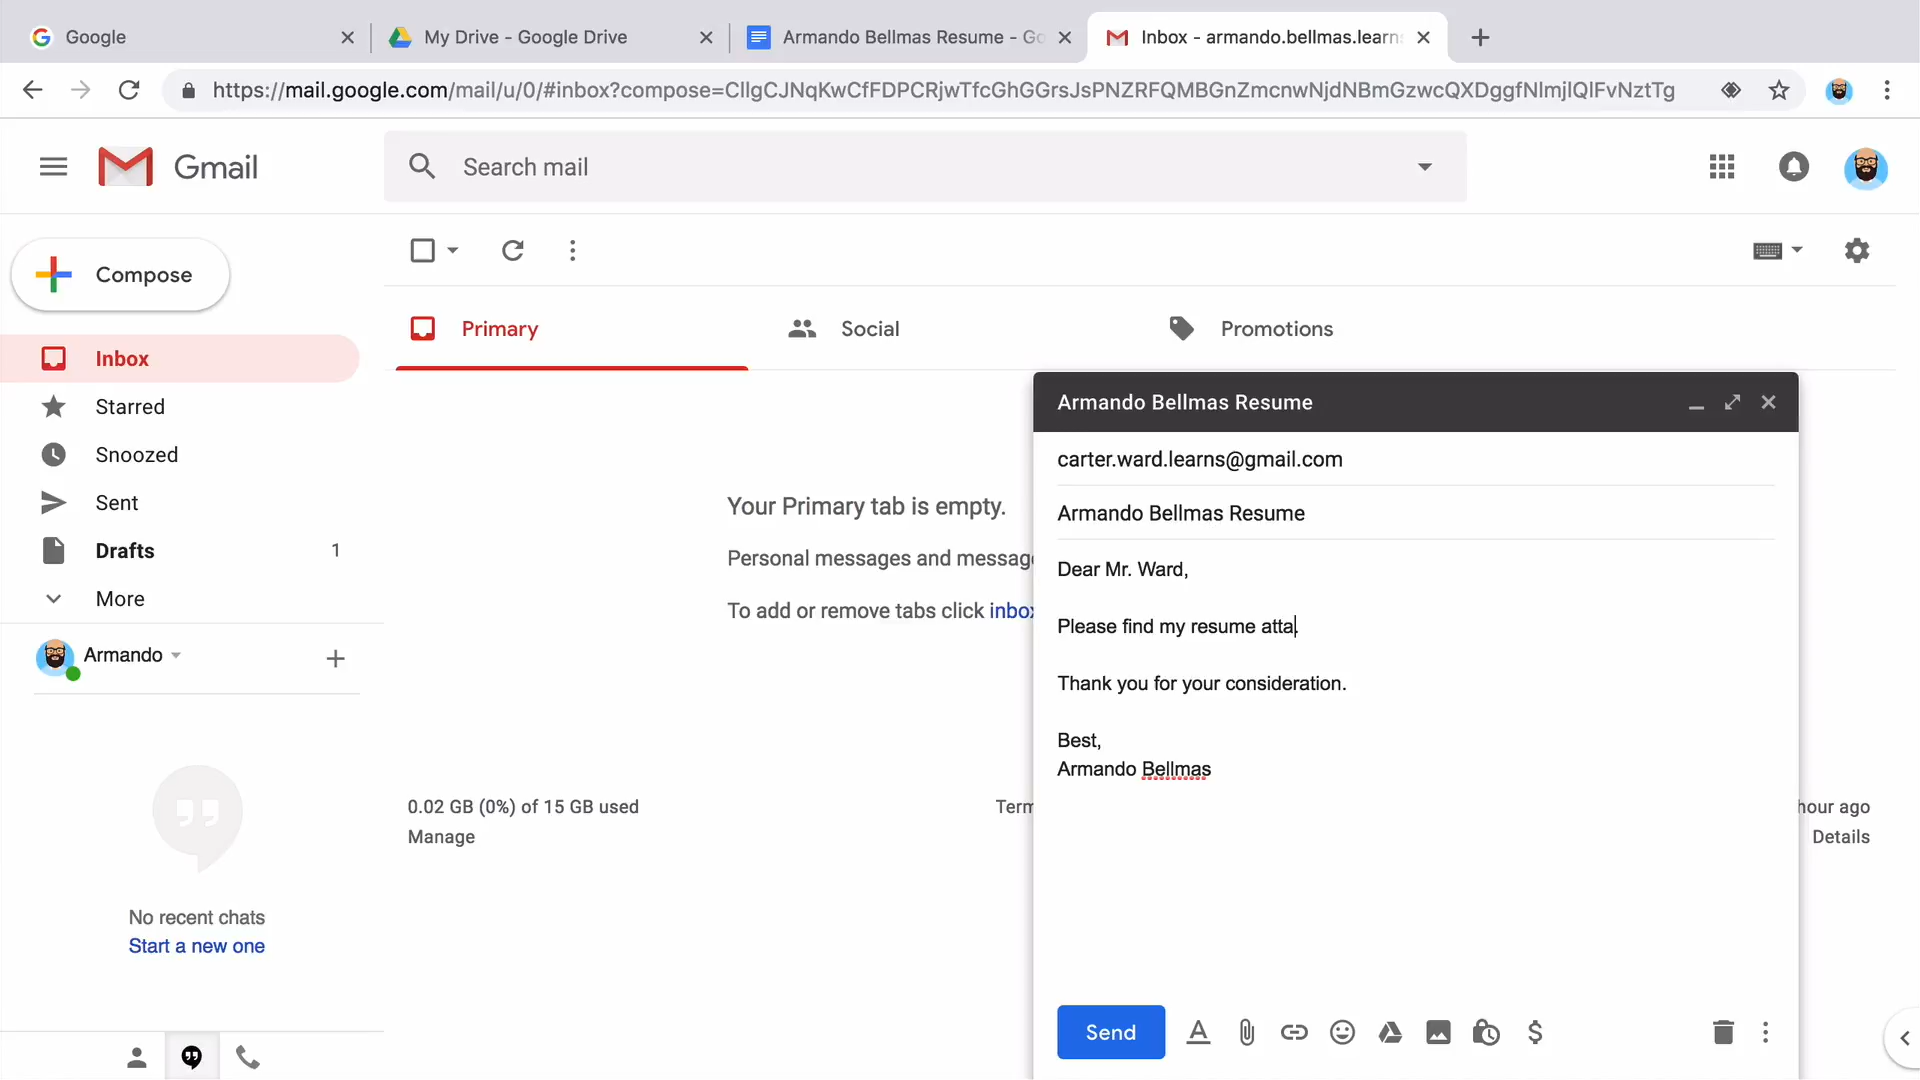 Google
My Drive - Google Drive
Armando Bellmas Resume - Go
Inbox - armando.bellmas.learns
https://mail.google.com/mail/u/0/#inbox?compose=CllgCJNqKwCfFDPCRjwTfcGhGGrsJsPNZRFQMBGnZmcnwNjdNBmGzwcQXDggfNlmjlQlFvNztTg
Gmail
Search mail
Compose
Primary
Social
Promotions
Inbox
Starred
Snoozed
Sent
Drafts 1
More
Armando
No recent chats
Start a new one
Your Primary tab is empty.
Personal messages and message
To add or remove tabs click inbox
0.02 GB (0%) of 15 GB used
Manage
Term
hour ago
Details
Armando Bellmas Resume
carter.ward.learns@gmail.com
Armando Bellmas Resume
Dear Mr. Ward,
Please find my resume atta.
Thank you for your consideration.
Best,
Armando Bellmas
Send